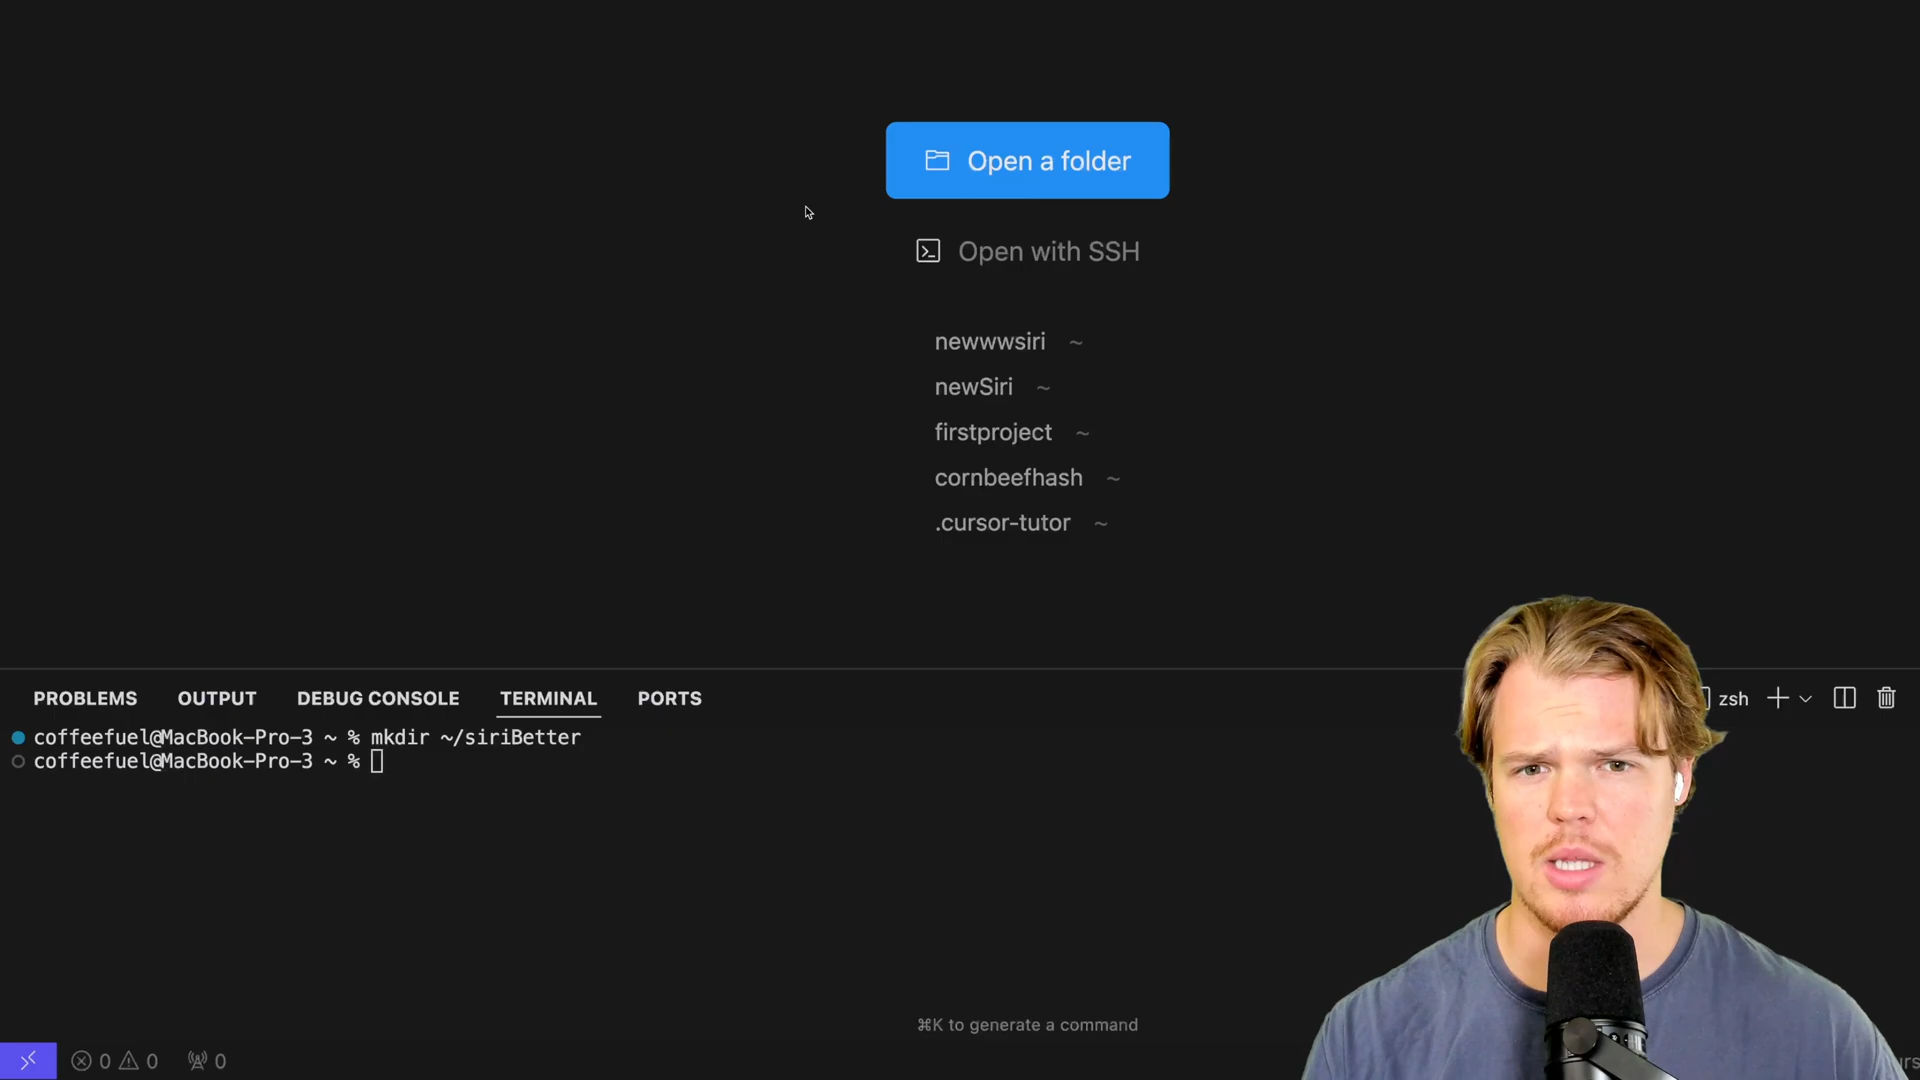 Open a folder
Open with SSH
newwwsiri ~
newSiri ~
firstproject ~
cornbeefhash ~
.cursor-tutor ~
PROBLEMS OUTPUT DEBUG CONSOLE TERMINAL PORTS zsh
coffeefuel@MacBook-Pro-3 ~ % mkdir ~/siriBetter
coffeefuel@MacBook-Pro-3 ~ %
⌘K to generate a command
0 0 0